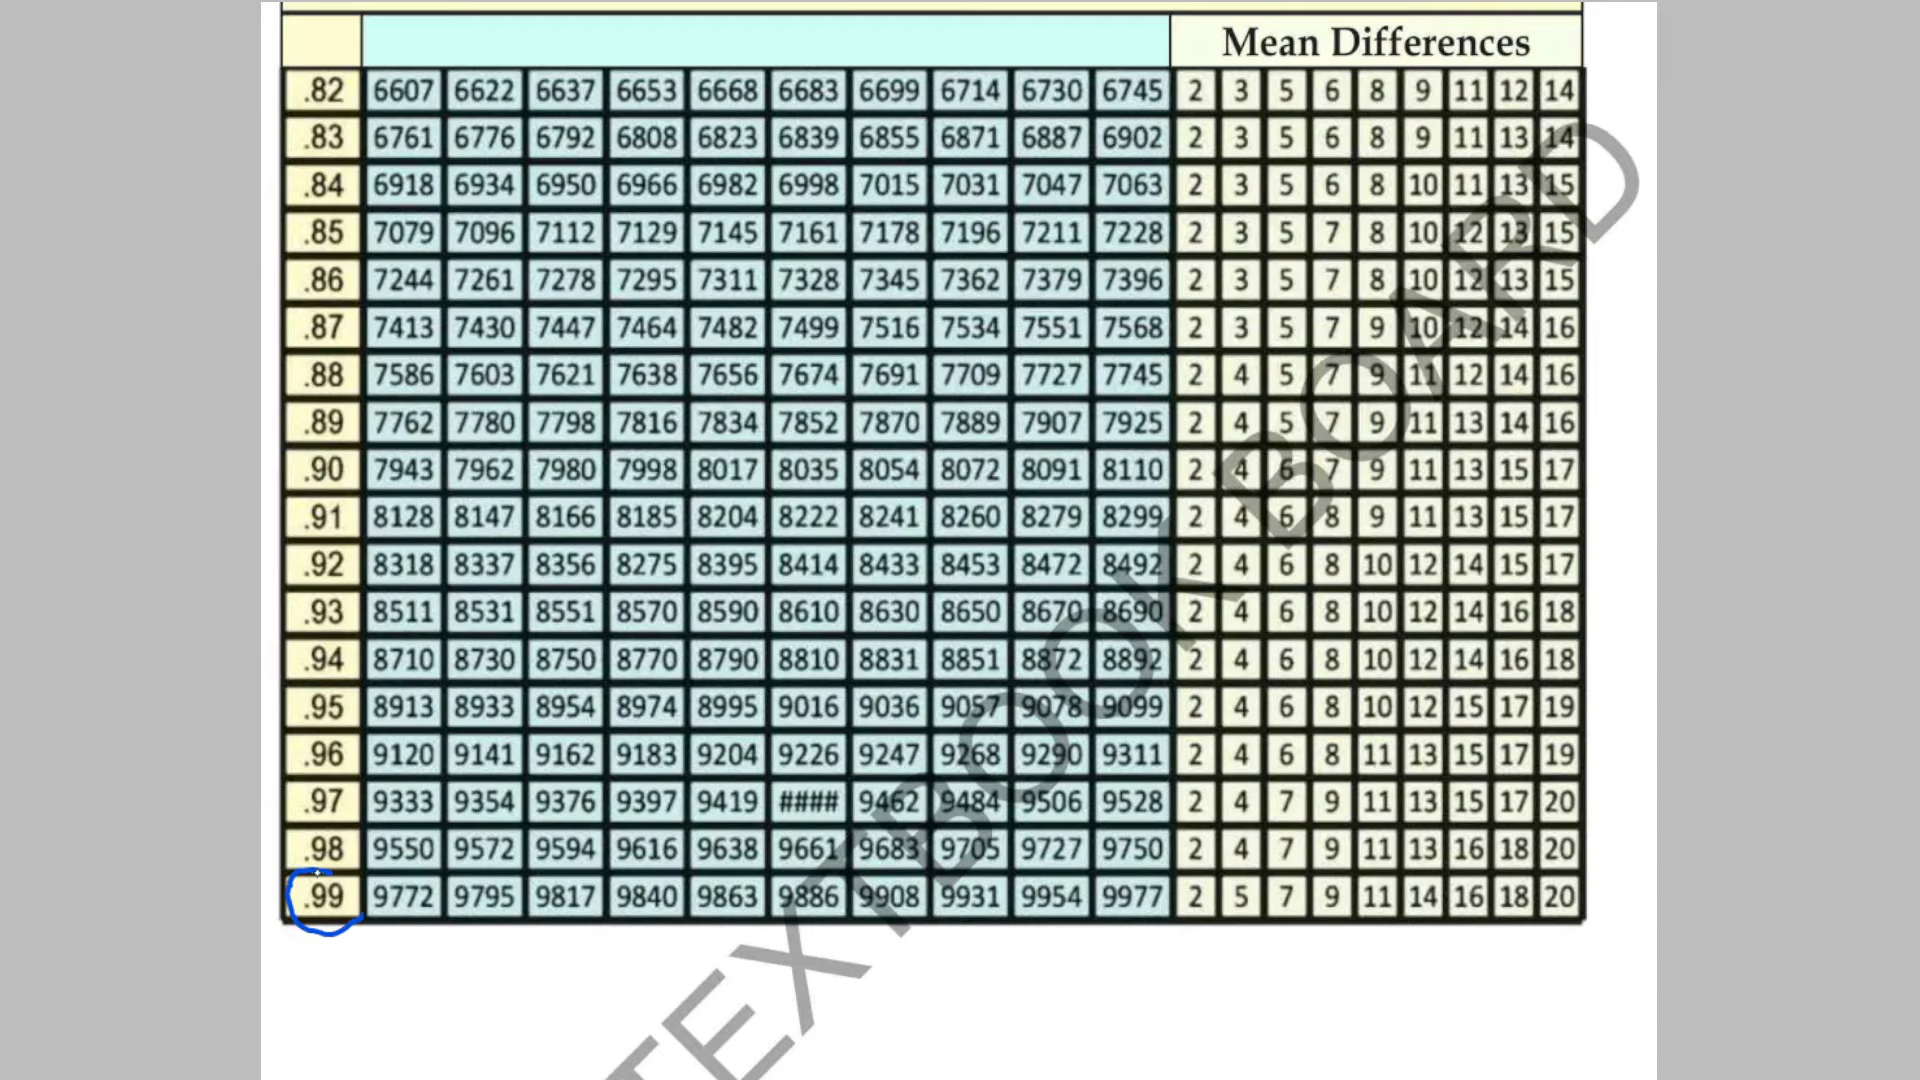 Mean Differences
.82 6607 6622 6637 6653 6668 6683 6699 6714 6730 6745 2 3 5 6 8 9 11 12 14
.83 6761 6776 6792 6808 6823 6839 6855 6871 6887 6902 2 3 5 6 8 9 11 13 14
.84 6918 6934 6950 6966 6982 6998 7015 7031 7047 7063 2 3 5 6 8 10 11 13 15
.85 7079 7096 7112 7129 7145 7161 7178 7196 7211 7228 2 3 5 7 8 10 12 13 15
.86 7244 7261 7278 7295 7311 7328 7345 7362 7379 7396 2 3 5 7 8 10 12 13 15
.87 7413 7430 7447 7464 7482 7499 7516 7534 7551 7568 2 3 5 7 9 10 12 14 16
.88 7586 7603 7621 7638 7656 7674 7691 7709 7727 7745 2 4 5 7 9 11 12 14 16
.89 7762 7780 7798 7816 7834 7852 7870 7889 7907 7925 2 4 5 7 9 11 13 14 16
.90 7943 7962 7980 7998 8017 8035 8054 8072 8091 8110 2 4 6 7 9 11 13 15 17
.91 8128 8147 8166 8185 8204 8222 8241 8260 8279 8299 2 4 6 8 9 11 13 15 17
.92 8318 8337 8356 8275 8395 8414 8433 8453 8472 8492 2 4 6 8 10 12 14 15 17
.93 8511 8531 8551 8570 8590 8610 8630 8650 8670 8690 2 4 6 8 10 12 14 16 18
.94 8710 8730 8750 8770 8790 8810 8831 8851 8872 8892 2 4 6 8 10 12 14 16 18
.95 8913 8933 8954 8974 8995 9016 9036 9057 9078 9099 2 4 6 8 10 12 15 17 19
.96 9120 9141 9162 9183 9204 9226 9247 9268 9290 9311 2 4 6 8 11 13 15 17 19
.97 9333 9354 9376 9397 9419 #### 9462 9484 9506 9528 2 4 7 9 11 13 15 17 20
.98 9550 9572 9594 9616 9638 9661 9683 9705 9727 9750 2 4 7 9 11 13 16 18 20
.99 9772 9795 9817 9840 9863 9886 9908 9931 9954 9977 2 5 7 9 11 14 16 18 20
TEXTBOOK BOARD